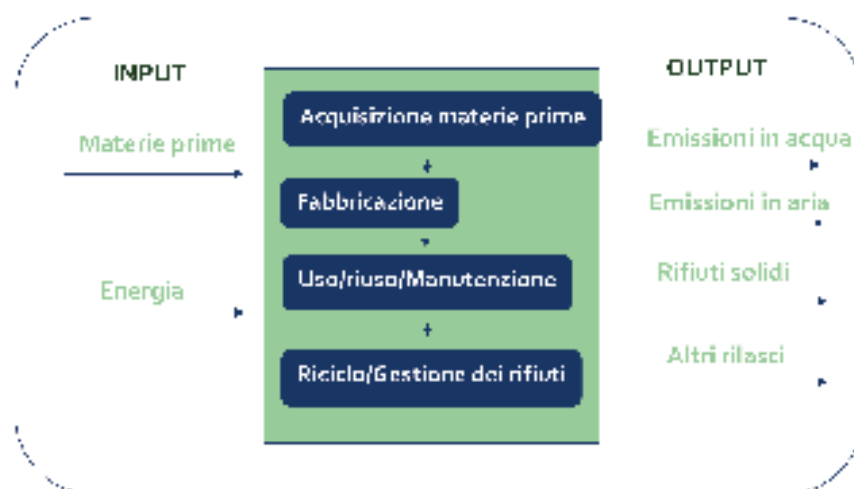 INPUT
Materie prime
Energia
Acquisizione materie prime
Fabbricazione
Uso/riuso/Manutenzione
Riciclo/Gestione dei rifiuti
OUTPUT
Emissioni in acqua
Emissioni in aria
Rifiuti solidi
Altri rilasci